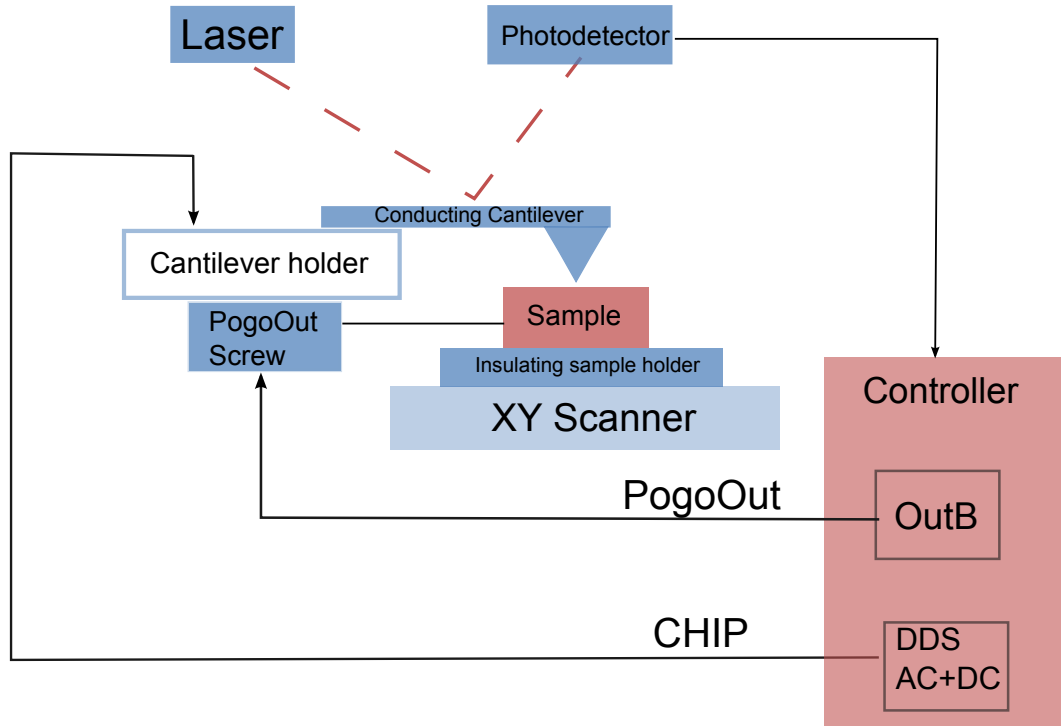 Laser
Photodetector
Conducting Cantilever
Cantilever holder
PogoOut
Screw
Sample
Insulating sample holder
XY Scanner
Controller
PogoOut
OutB
CHIP
DDS
AC+DC